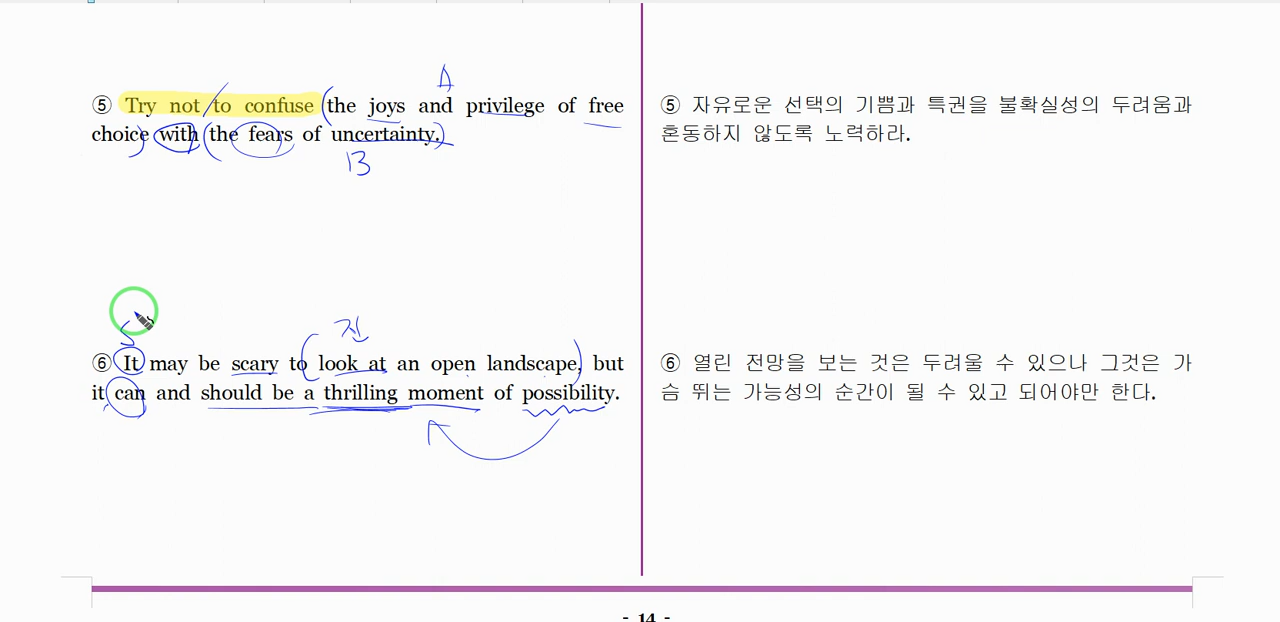 A
⑤ Try not to confuse the joys and privilege of free
choice with the fears of uncertainty.
B
⑤ 자유로운 선택의 기쁨과 특권을 불확실성의 두려움과
혼동하지 않도록 노력하라.
S
진
⑥ It may be scary to look at an open landscape, but
it can and should be a thrilling moment of possibility.
⑥ 열린 전망을 보는 것은 두려울 수 있으나 그것은 가
슴 뛰는 가능성의 순간이 될 수 있고 되어야만 한다.
- 14 -